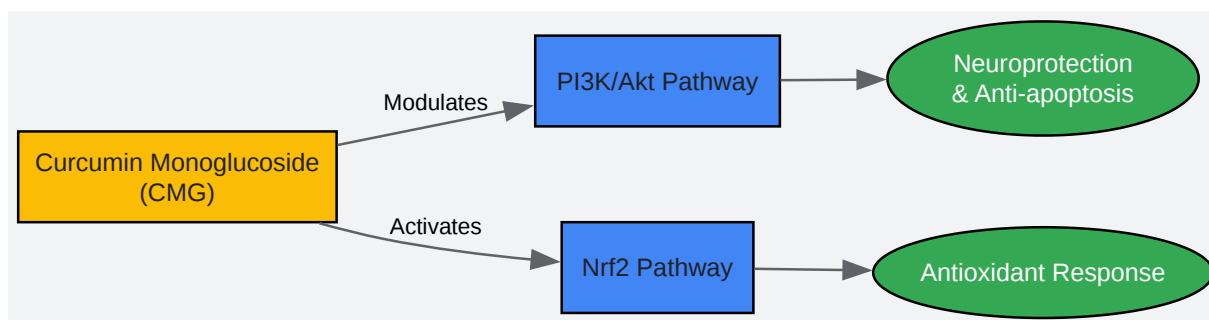 Curcumin Monoglucoside
(CMG)
Modulates
PI3K/Akt Pathway
Neuroprotection
& Anti-apoptosis
Activates
Nrf2 Pathway
Antioxidant Response